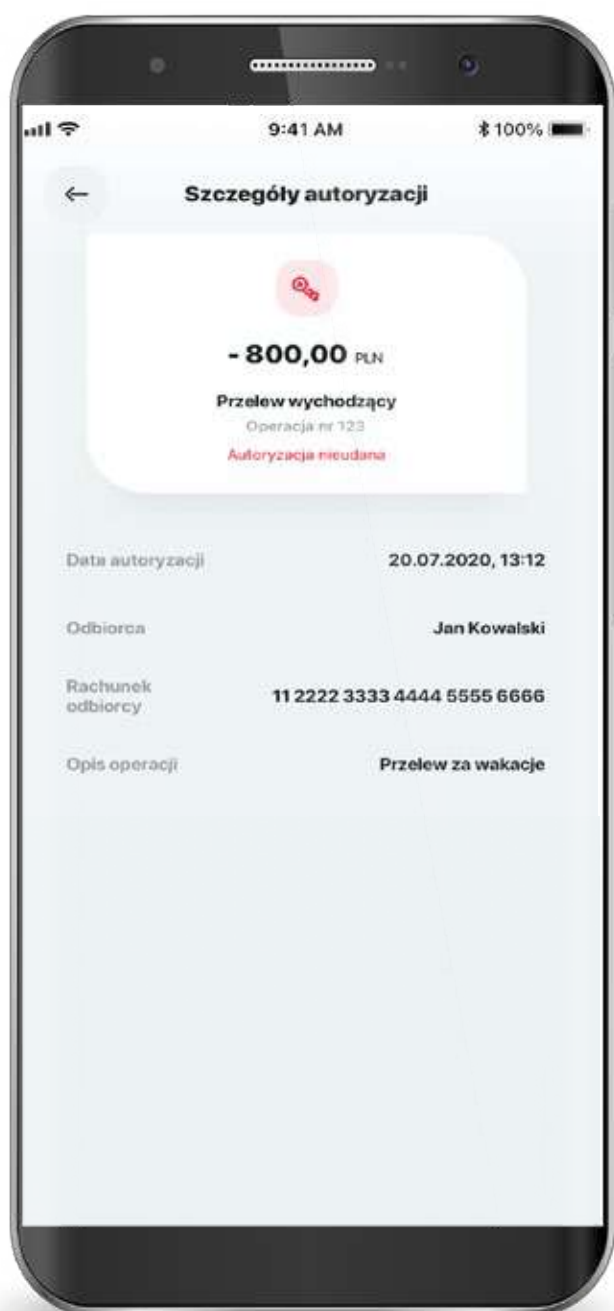 9:41 AM
100%
Szczegóły autoryzacji
- 800,00 PLN
Przelew wychodzący
Operacja nr 123
Autoryzacja nieudana
Data autoryzacji 20.07.2020, 13:12
Odbiorca Jan Kowalski
Rachunek
odbiorcy 11 2222 3333 4444 5555 6666
Opis operacji Przelew za wakacje